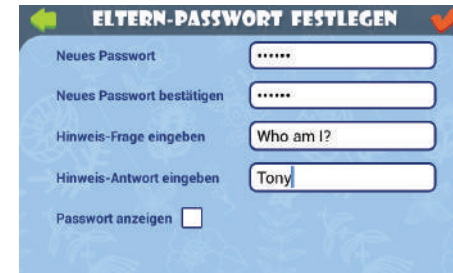 ELTERN-PASSWORT FESTLEGEN
Neues Passwort ••••••
Neues Passwort bestätigen ••••••
Hinweis-Frage eingeben Who am I?
Hinweis-Antwort eingeben Tony
Passwort anzeigen